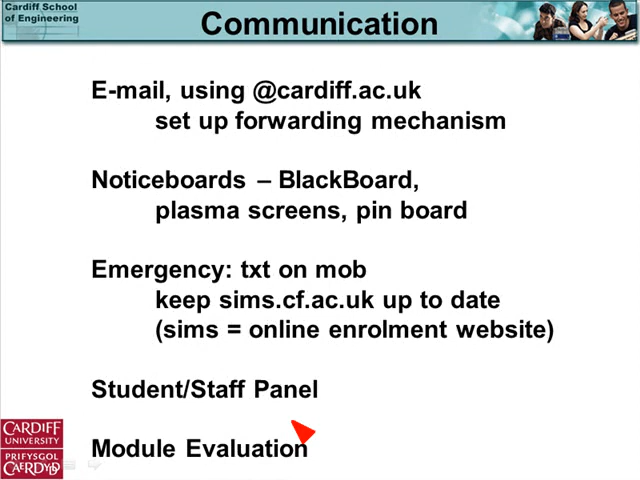 Cardiff School
of Engineering
Communication
E-mail, using @cardiff.ac.uk
set up forwarding mechanism
Noticeboards – BlackBoard,
plasma screens, pin board
Emergency: txt on mob
keep sims.cf.ac.uk up to date
(sims = online enrolment website)
Student/Staff Panel
Module Evaluation
CARDIFF
UNIVERSITY
PRIFYSGOL
CAERDYDD